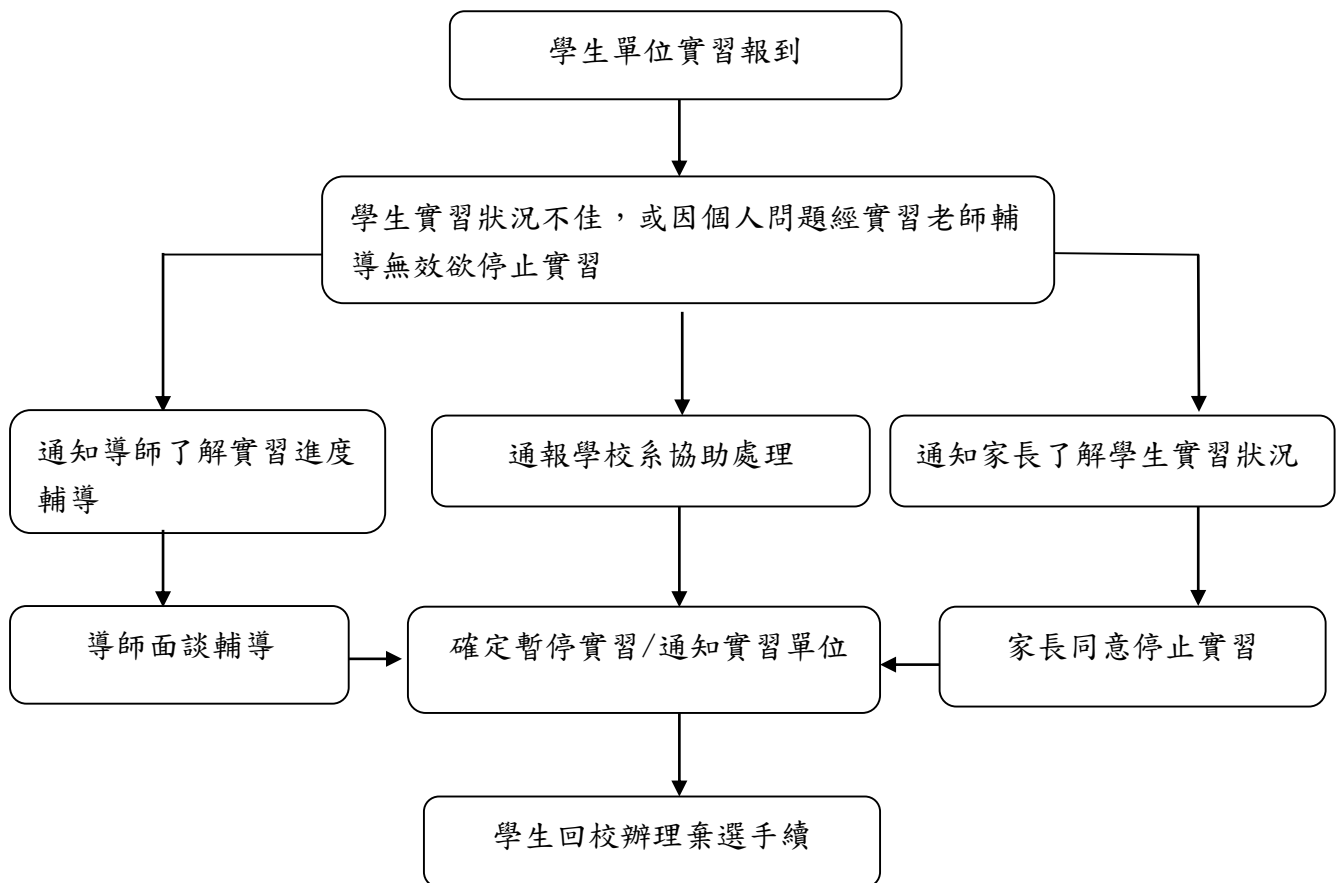 學生單位實習報到
學生實習狀況不佳，或因個人問題經實習老師輔
導無效欲停止實習
通知導師了解實習進度
輔導
通報學校系協助處理
通知家長了解學生實習狀況
導師面談輔導
確定暫停實習/通知實習單位
家長同意停止實習
學生回校辦理棄選手續